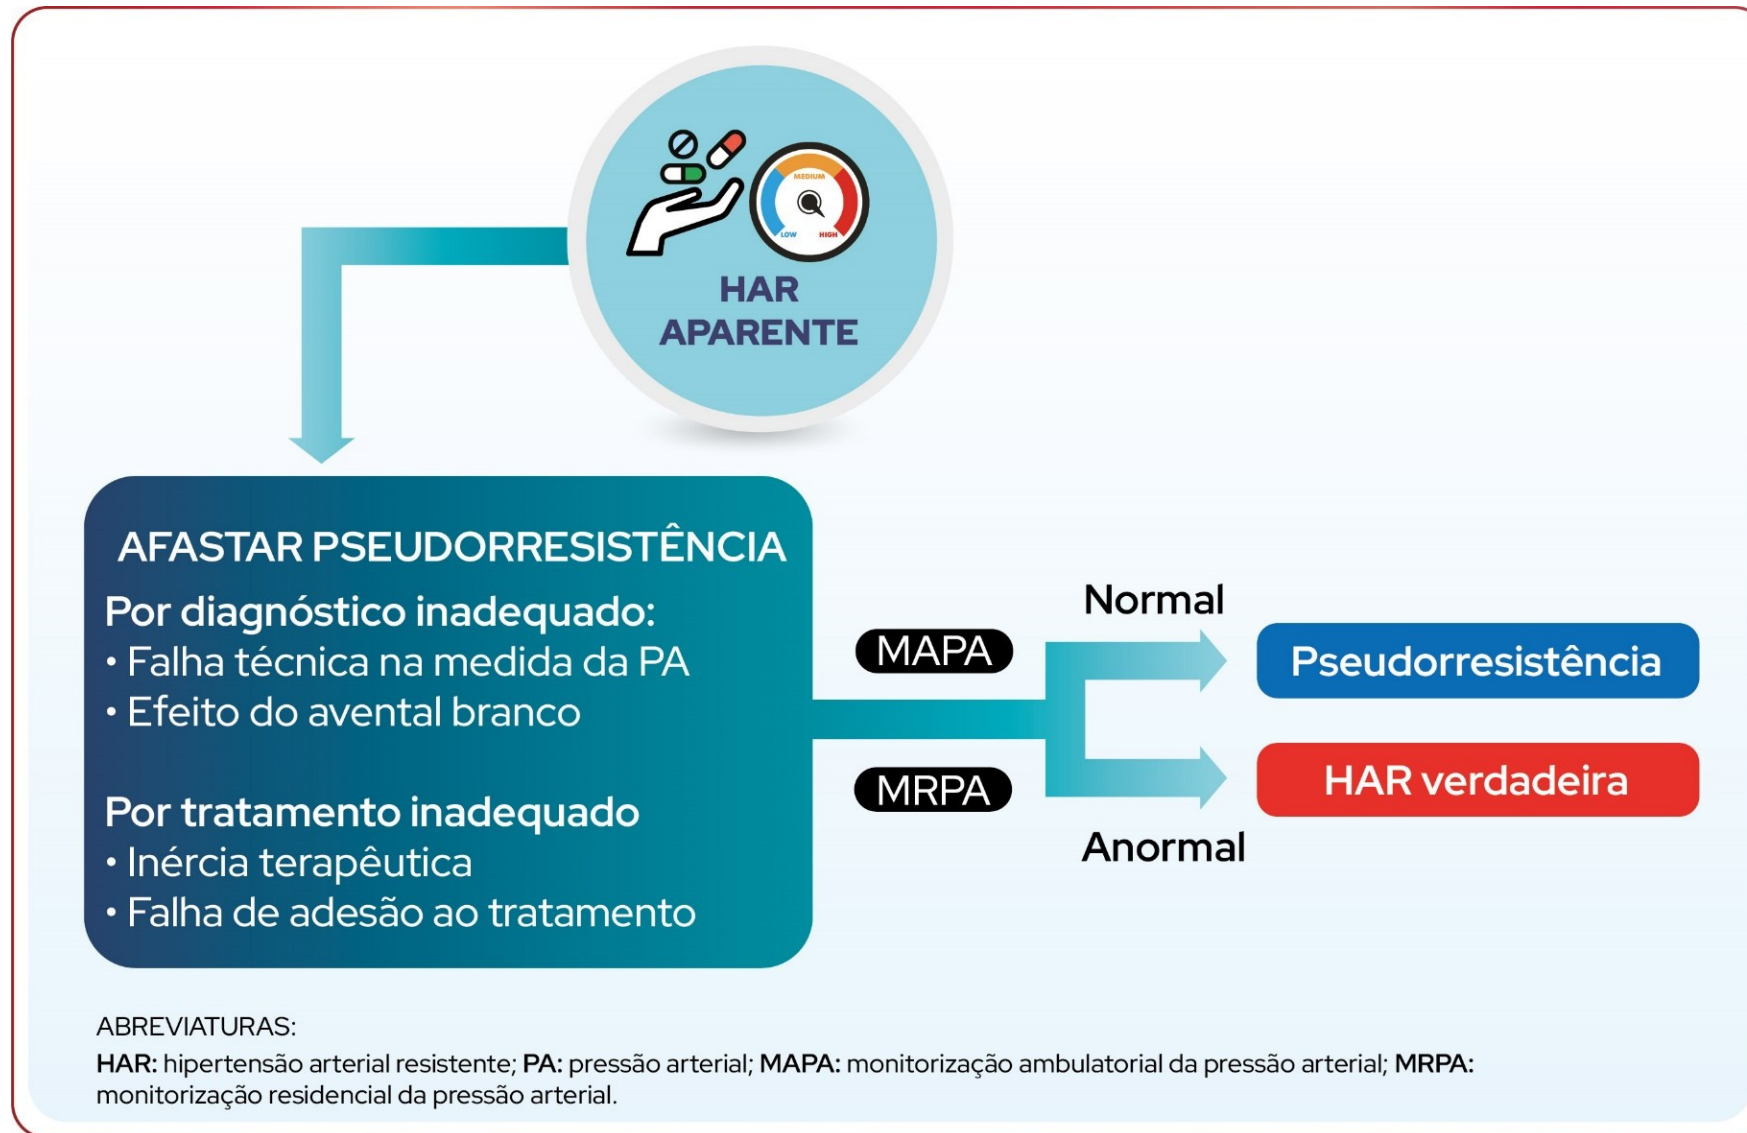 MEDIUM
LOW HIGH
HAR
APARENTE
AFASTAR PSEUDORRESISTÊNCIA
Por diagnóstico inadequado:
• Falha técnica na medida da PA
• Efeito do avental branco
Por tratamento inadequado
• Inércia terapêutica
• Falha de adesão ao tratamento
MAPA
MRPA
Normal
Pseudorresistência
HAR verdadeira
Anormal
ABREVIATURAS:
HAR: hipertensão arterial resistente; PA: pressão arterial; MAPA: monitorização ambulatorial da pressão arterial; MRPA:
monitorização residencial da pressão arterial.